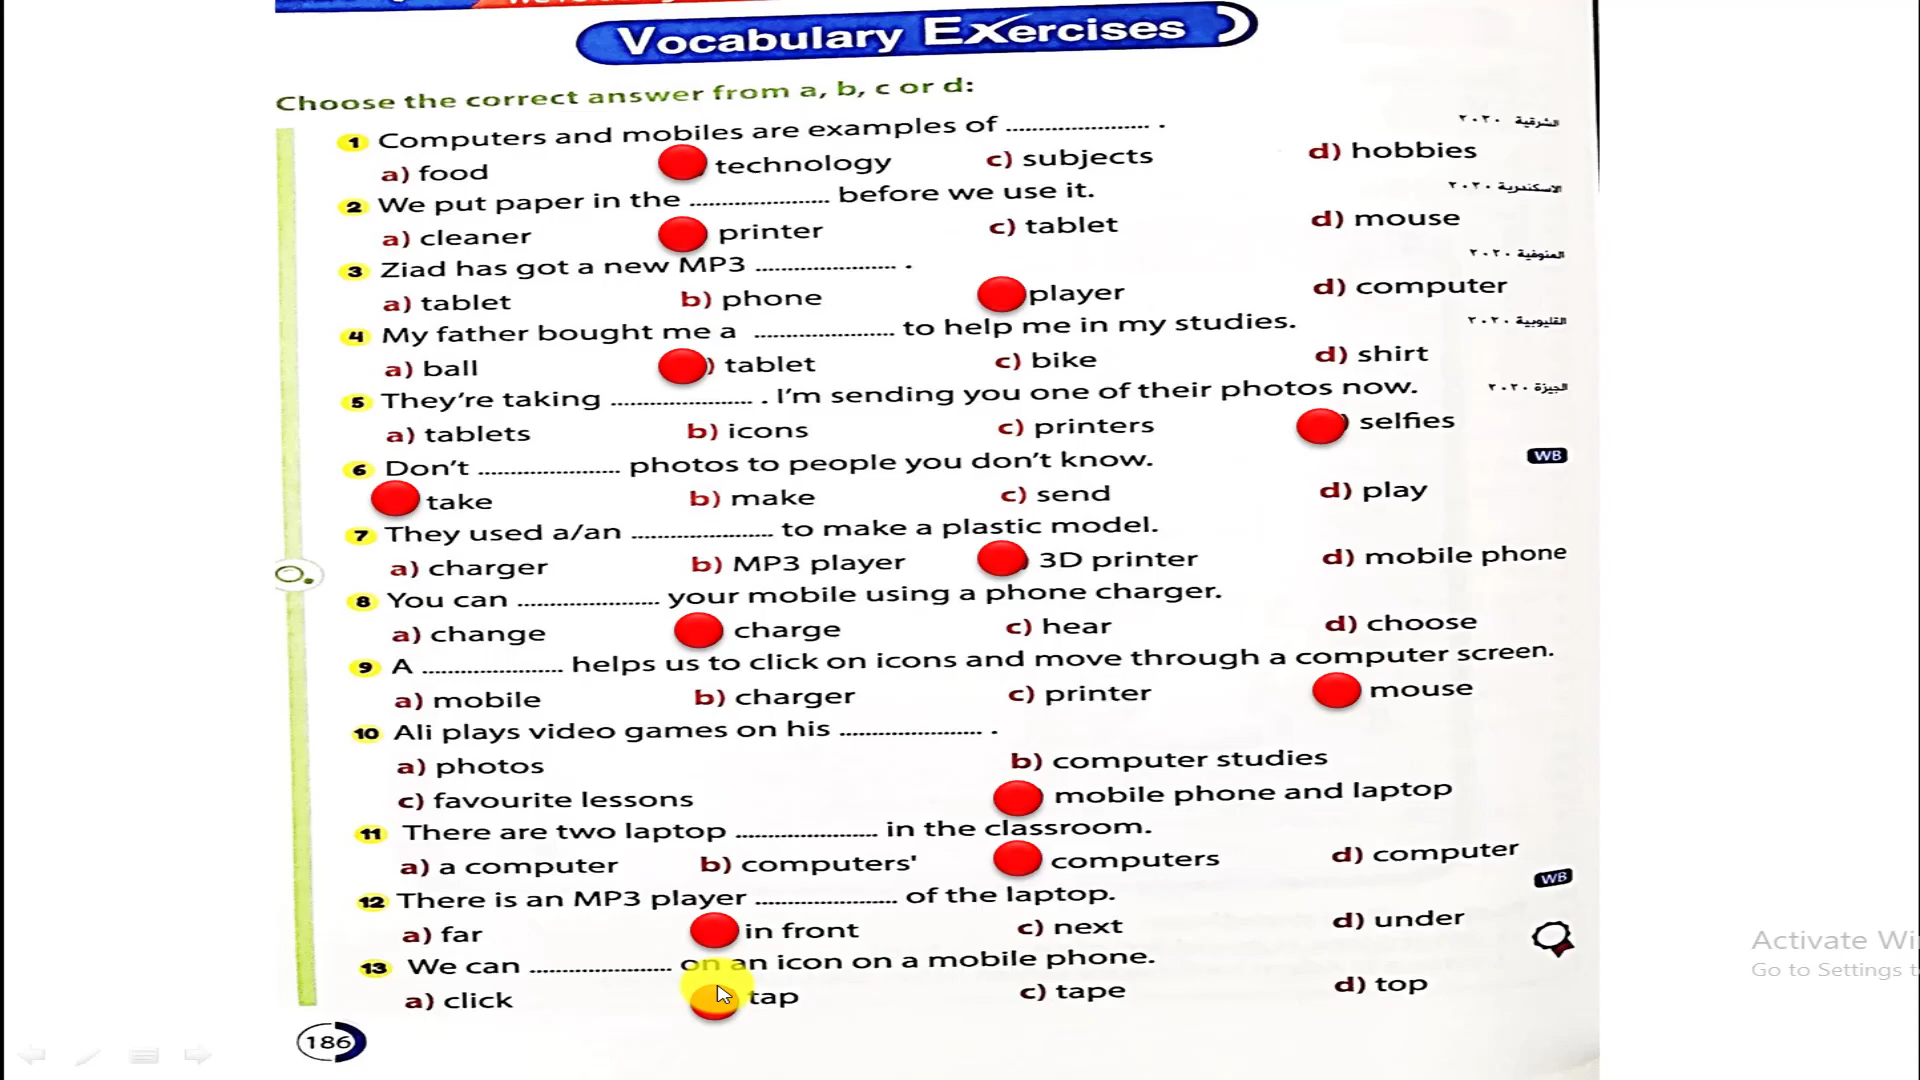 Vocabulary Exercises
Choose the correct answer from a, b, c or d:
1 Computers and mobiles are examples of .................... . الشرقية ٢٠٢٠
a) food technology c) subjects d) hobbies
2 We put paper in the .................... before we use it. الاسكندرية ٢٠٢٠
a) cleaner printer c) tablet d) mouse
3 Ziad has got a new MP3 .................... . المنوفية ٢٠٢٠
a) tablet b) phone player d) computer
4 My father bought me a .................... to help me in my studies. القليوبية ٢٠٢٠
a) ball ) tablet c) bike d) shirt
5 They're taking .................... . I'm sending you one of their photos now. الجيزة ٢٠٢٠
a) tablets b) icons c) printers ) selfies
6 Don't .................... photos to people you don't know. WB
take b) make c) send d) play
7 They used a/an .................... to make a plastic model.
a) charger b) MP3 player 3D printer d) mobile phone
8 You can .................... your mobile using a phone charger.
a) change charge c) hear d) choose
9 A .................... helps us to click on icons and move through a computer screen.
a) mobile b) charger c) printer mouse
10 Ali plays video games on his .................... .
a) photos b) computer studies
c) favourite lessons mobile phone and laptop
11 There are two laptop .................... in the classroom.
a) a computer b) computers' computers d) computer
12 There is an MP3 player .................... of the laptop. WB
a) far in front c) next d) under
13 We can .................... on an icon on a mobile phone.
a) click tap c) tape d) top
186
Activate Wi
Go to Settings t